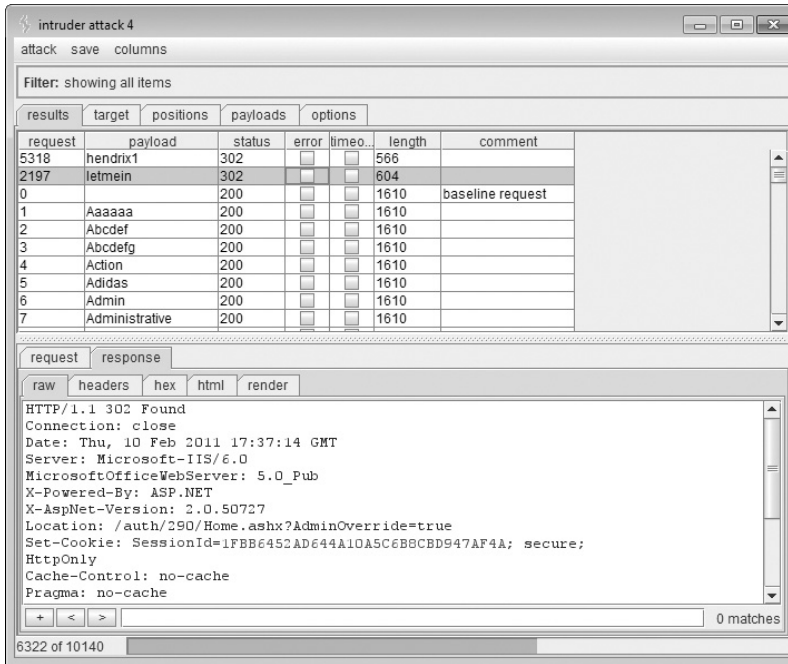 intruder attack 4
attack save columns
Filter: showing all items
results target positions payloads options
request payload status error timeo... length comment
5318 hendrix1 302 566
2197 letmein 302 604
0 200 1610 baseline request
1 Aaaaaa 200 1610
2 Abcdef 200 1610
3 Abcdefg 200 1610
4 Action 200 1610
5 Adidas 200 1610
6 Admin 200 1610
7 Administrative 200 1610
request response
raw headers hex html render
HTTP/1.1 302 Found
Connection: close
Date: Thu, 10 Feb 2011 17:37:14 GMT
Server: Microsoft-IIS/6.0
MicrosoftOfficeWebServer: 5.0_Pub
X-Powered-By: ASP.NET
X-AspNet-Version: 2.0.50727
Location: /auth/290/Home.ashx?AdminOverride=true
Set-Cookie: SessionId=1FBB6452AD644A10A5C6B8CBD947AF4A; secure;
HttpOnly
Cache-Control: no-cache
Pragma: no-cache
+ < > 0 matches
6322 of 10140